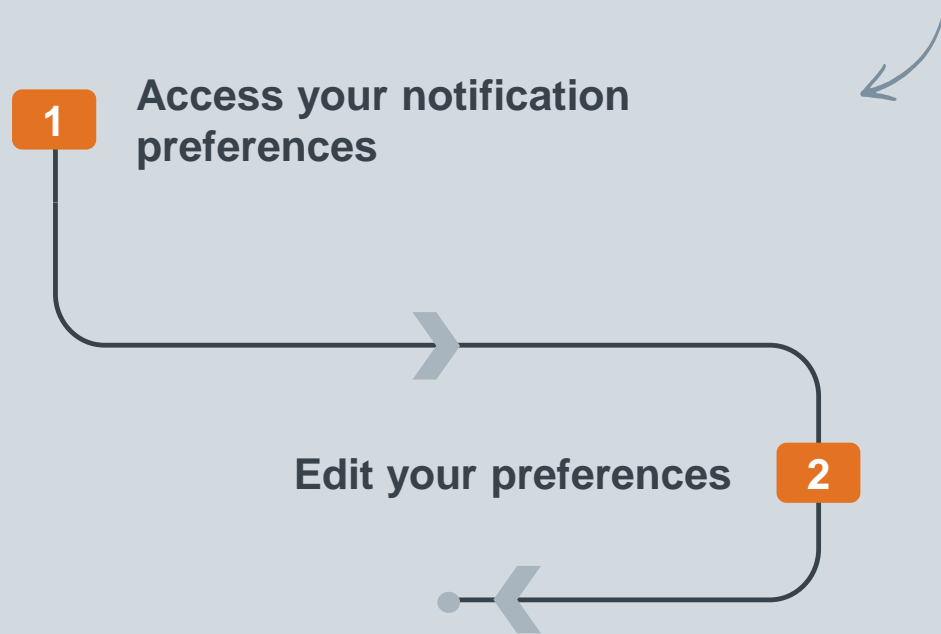 1
Access your notification
preferences
Edit your preferences
2